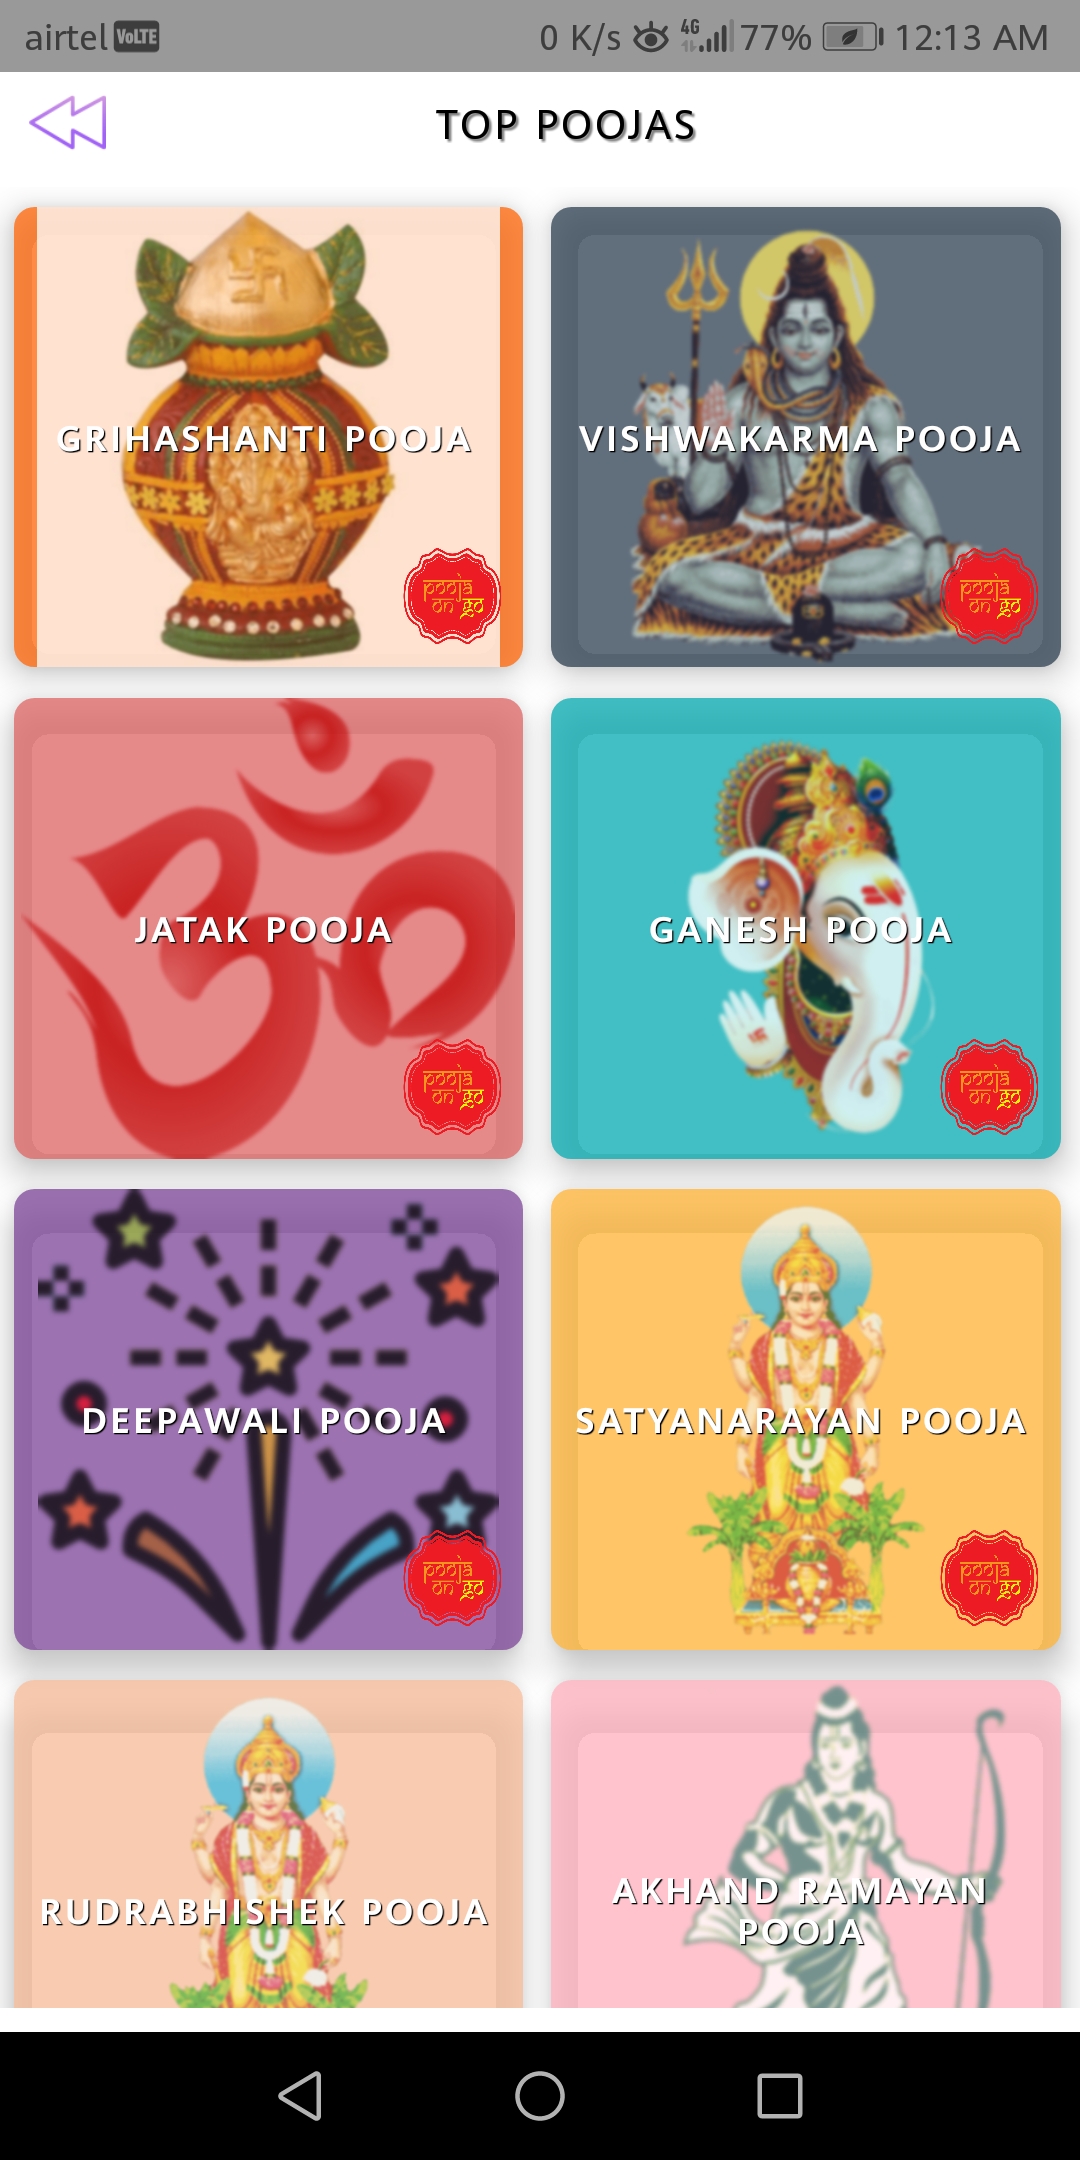 airtel VoLTE 0 K/s 4G 77% 12:13 AM
TOP POOJAS
GRIHASHANTI POOJA
pooja
on go
VISHWAKARMA POOJA
pooja
on go
JATAK POOJA
pooja
on go
GANESH POOJA
pooja
on go
DEEPAWALI POOJA
pooja
on go
SATYANARAYAN POOJA
pooja
on go
RUDRABHISHEK POOJA
AKHAND RAMAYAN
POOJA